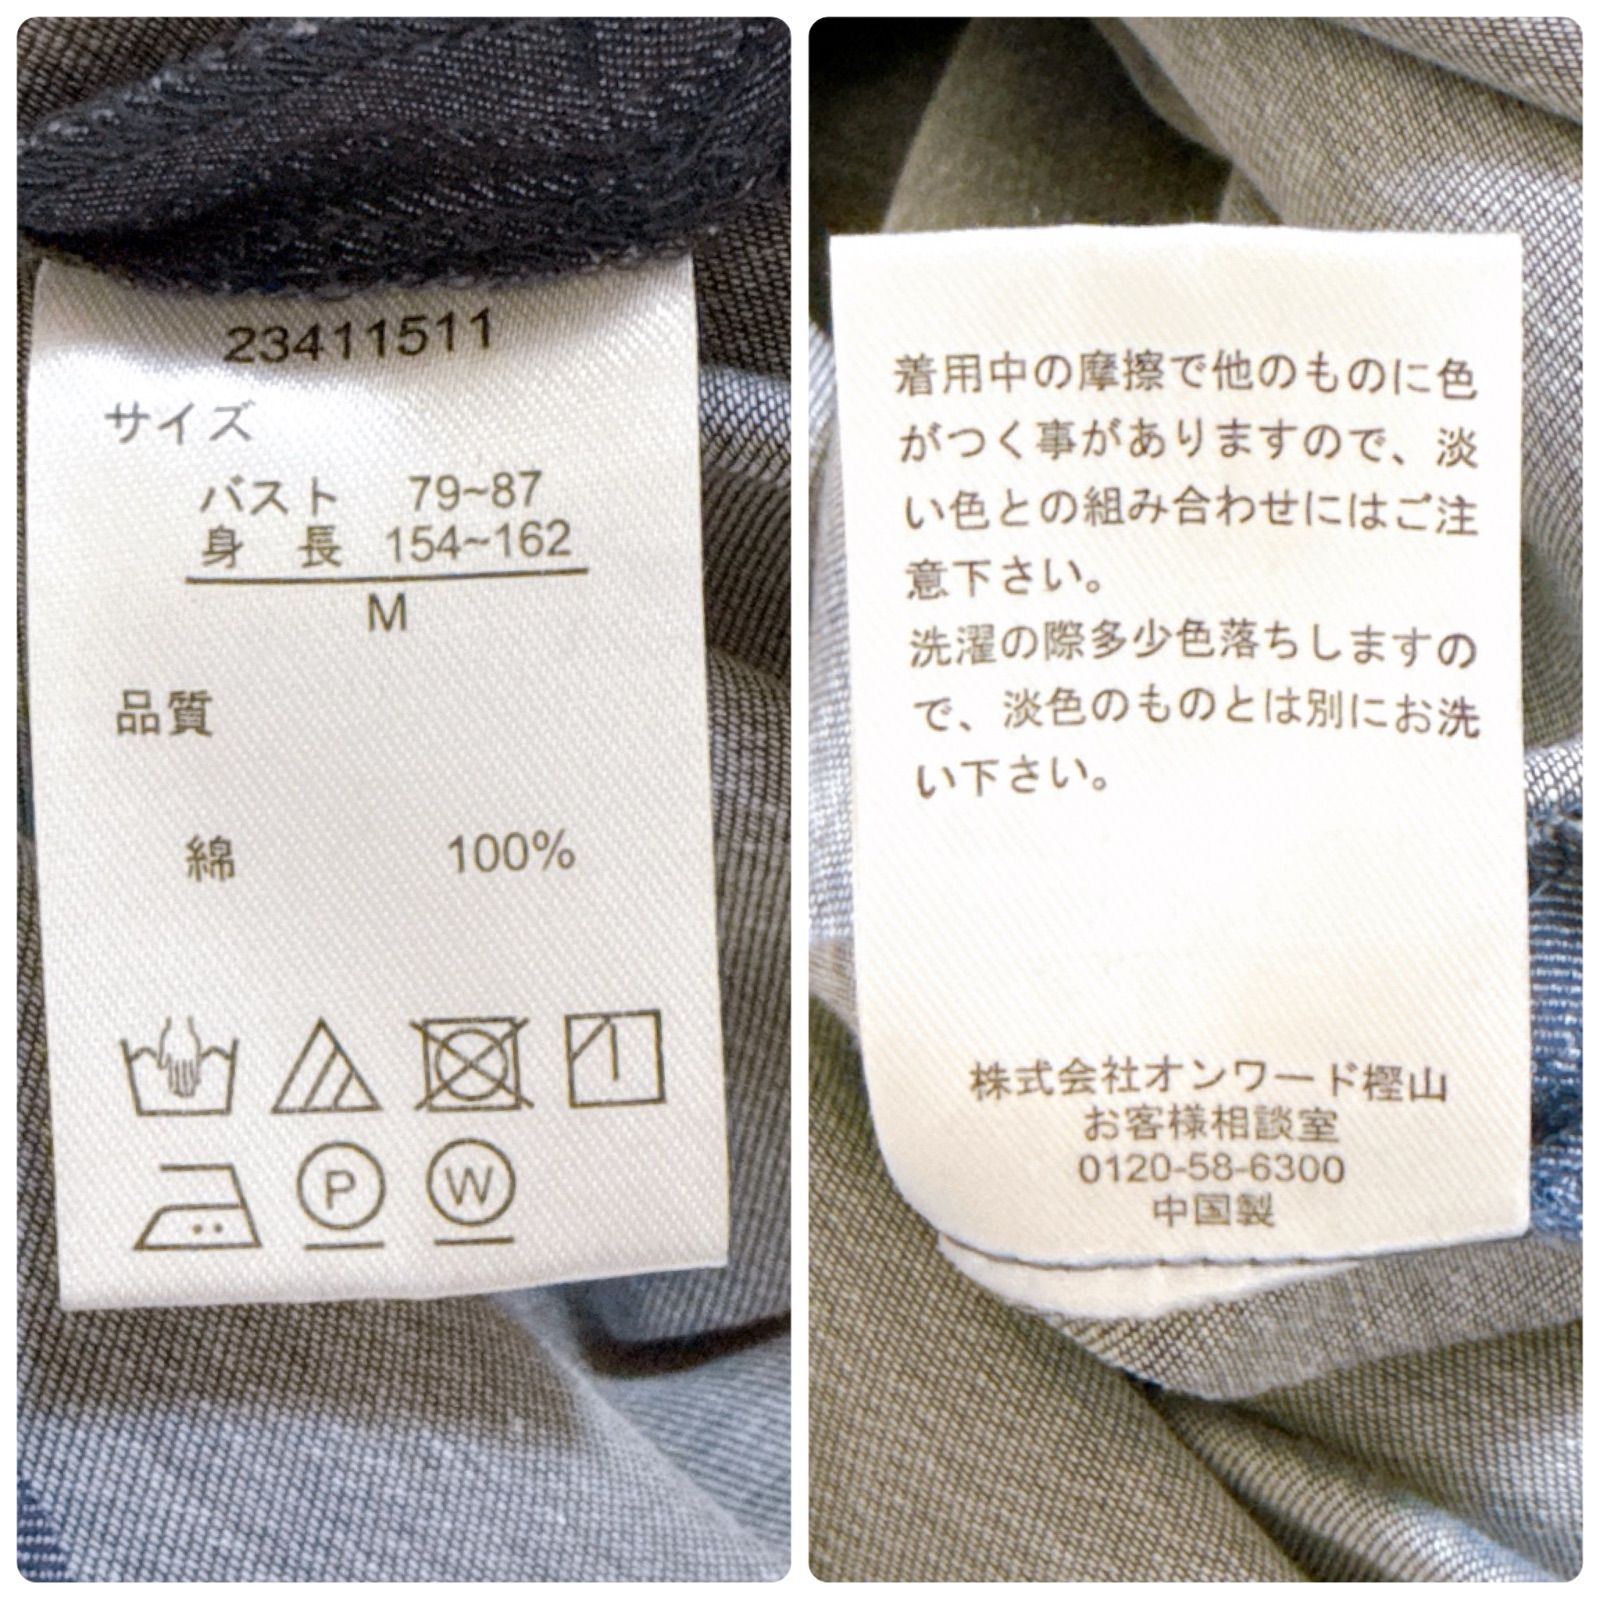 23411511
サイズ
バスト 79~87
身 長 154~162
M
品質
綿 100%
P W
着用中の摩擦で他のものに色
がつく事がありますので、淡
い色との組み合わせにはご注
意下さい。
洗濯の際多少色落ちしますの
で、淡色のものとは別にお洗
い下さい。
株式会社オンワード樫山
お客様相談室
0120-58-6300
中国製